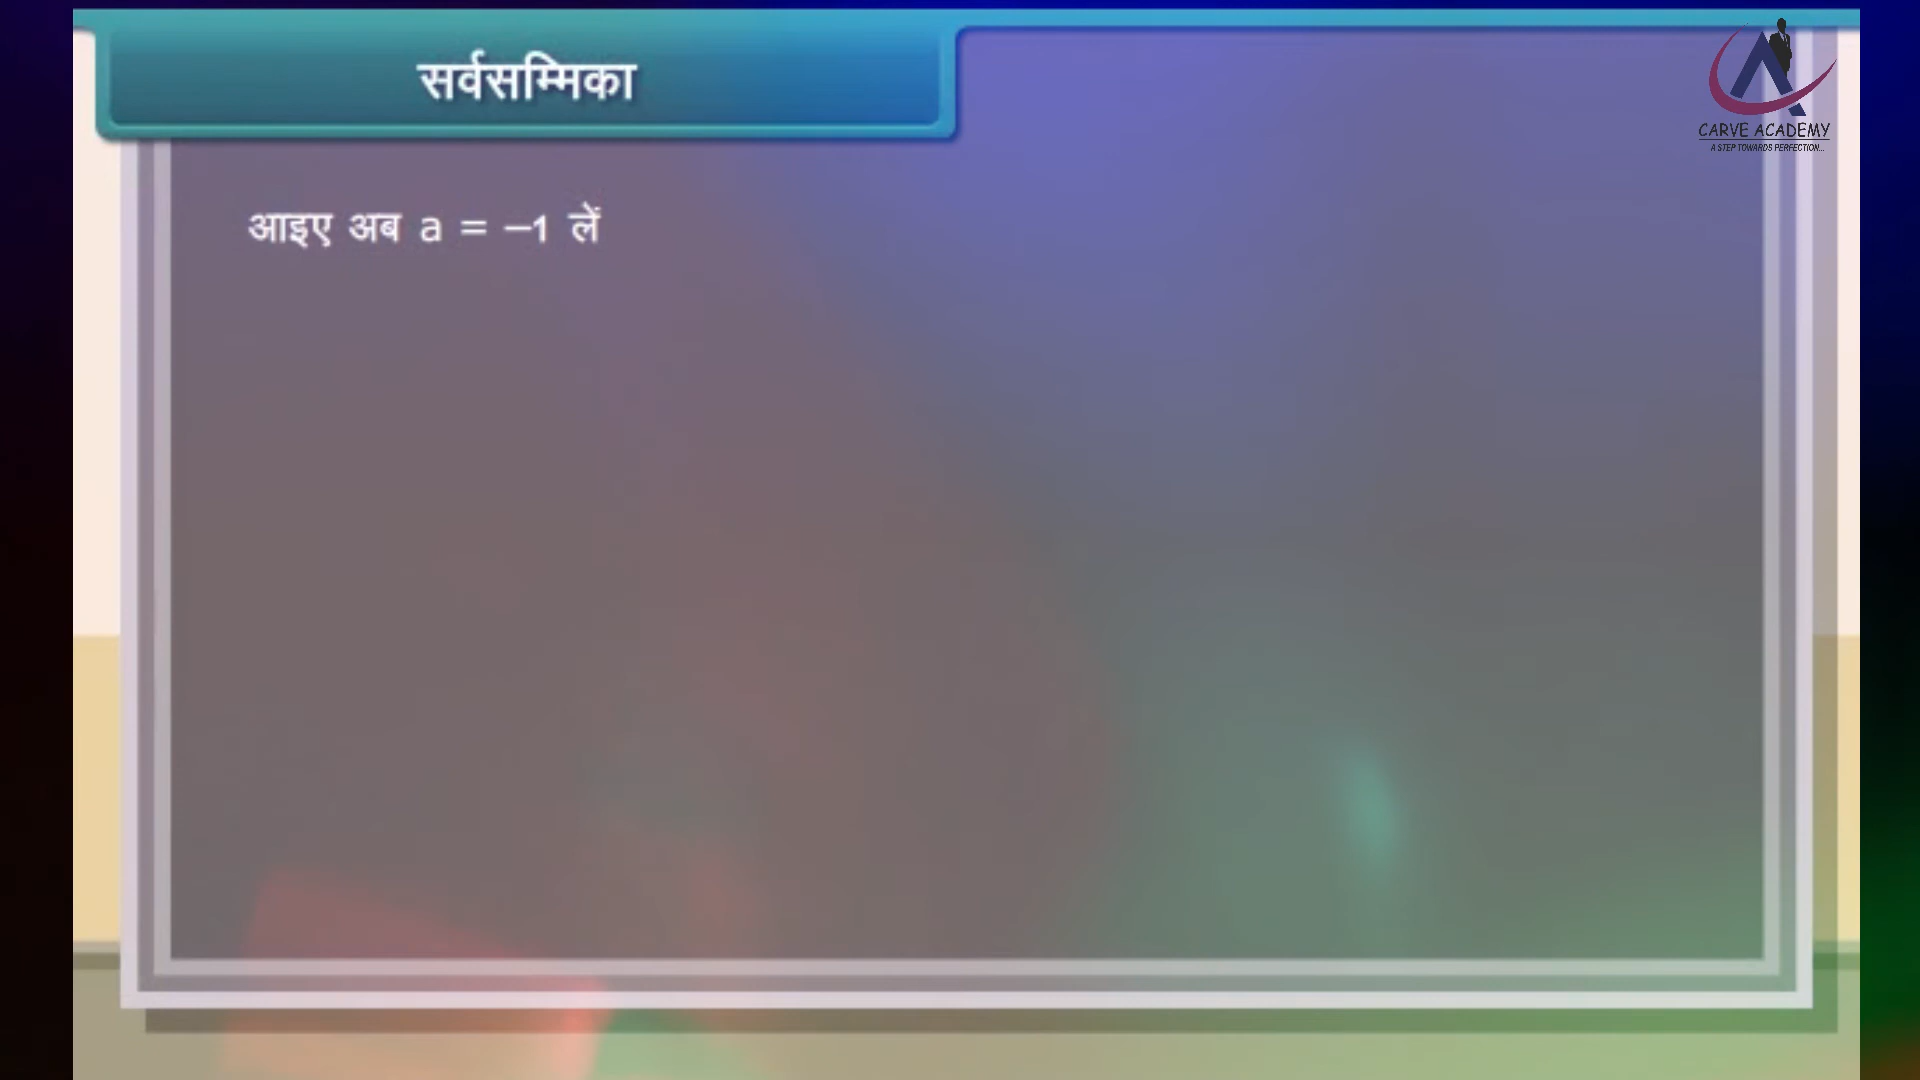 सर्वसम्मिका
CARVE ACADEMY
A STEP TOWARDS PERFECTION...
आइए अब a = –1 लें